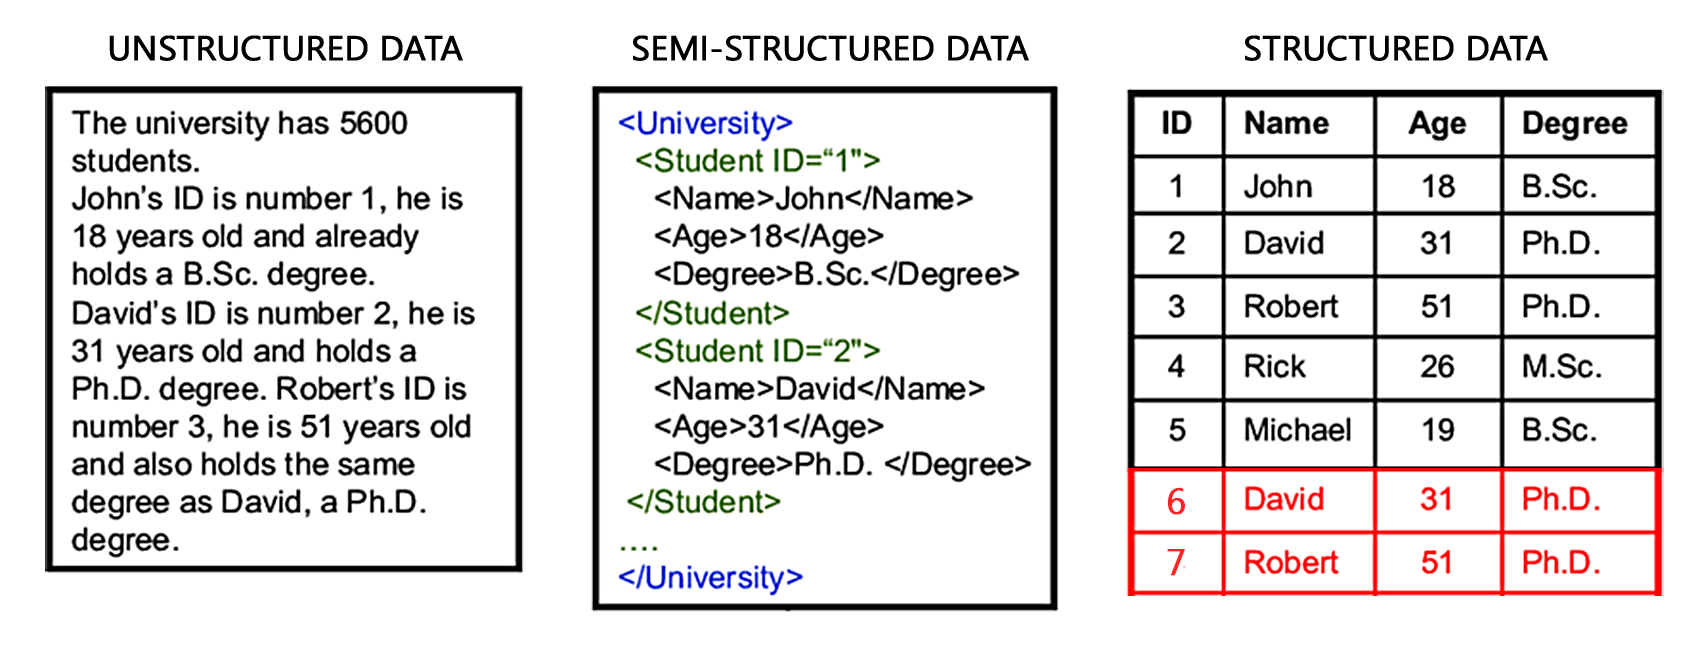 UNSTRUCTURED DATA
The university has 5600
students.
John's ID is number 1, he is
18 years old and already
holds a B.Sc. degree.
David's ID is number 2, he is
31 years old and holds a
Ph.D. degree. Robert's ID is
number 3, he is 51 years old
and also holds the same
degree as David, a Ph.D.
degree.
SEMI-STRUCTURED DATA
<University>
<Student ID=“1">
<Name>John</Name>
<Age>18</Age>
<Degree>B.Sc.</Degree>
</Student>
<Student ID=“2">
<Name>David</Name>
<Age>31</Age>
<Degree>Ph.D. </Degree>
</Student>
....
</University>
STRUCTURED DATA
ID Name Age Degree
1 John 18 B.Sc.
2 David 31 Ph.D.
3 Robert 51 Ph.D.
4 Rick 26 M.Sc.
5 Michael 19 B.Sc.
6 David 31 Ph.D.
7 Robert 51 Ph.D.